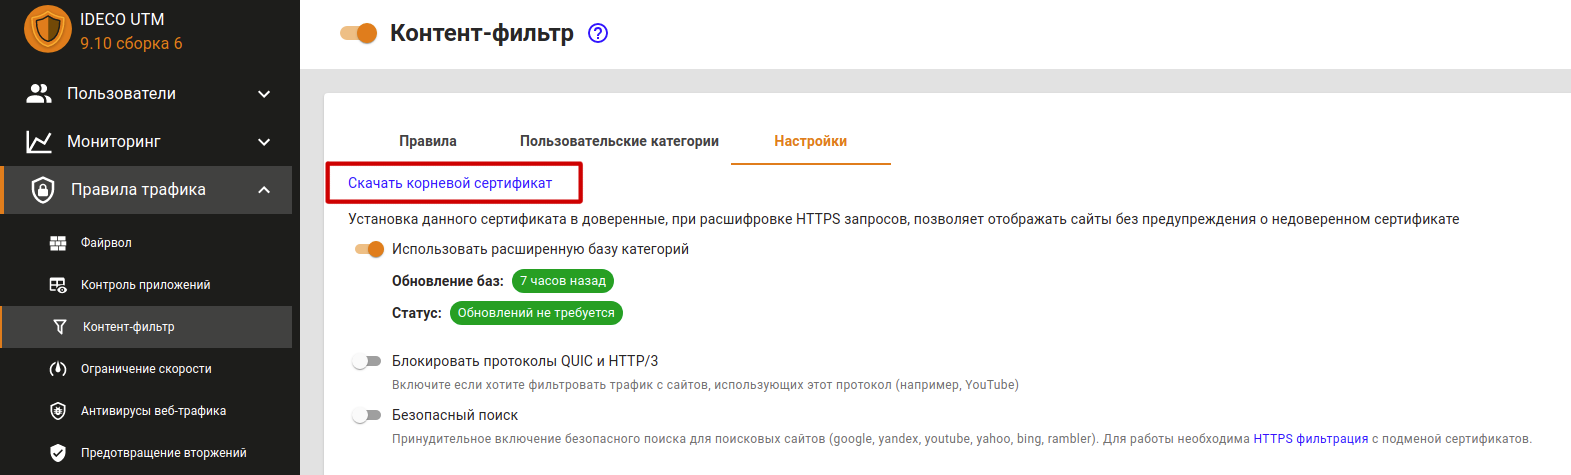 IDECO UTM
9.10 сборка 6
Пользователи
Мониторинг
Правила трафика
Файрвол
Контроль приложений
Контент-фильтр
Ограничение скорости
Антивирусы веб-трафика
Предотвращение вторжений
Контент-фильтр ?
Правила Пользовательские категории Настройки
Скачать корневой сертификат
Установка данного сертификата в доверенные, при расшифровке HTTPS запросов, позволяет отображать сайты без предупреждения о недоверенном сертификате
Использовать расширенную базу категорий
Обновление баз: 7 часов назад
Статус: Обновлений не требуется
Блокировать протоколы QUIC и HTTP/3
Включите если хотите фильтровать трафик с сайтов, использующих этот протокол (например, YouTube)
Безопасный поиск
Принудительное включение безопасного поиска для поисковых сайтов (google, yandex, youtube, yahoo, bing, rambler). Для работы необходима HTTPS фильтрация с подменой сертификатов.